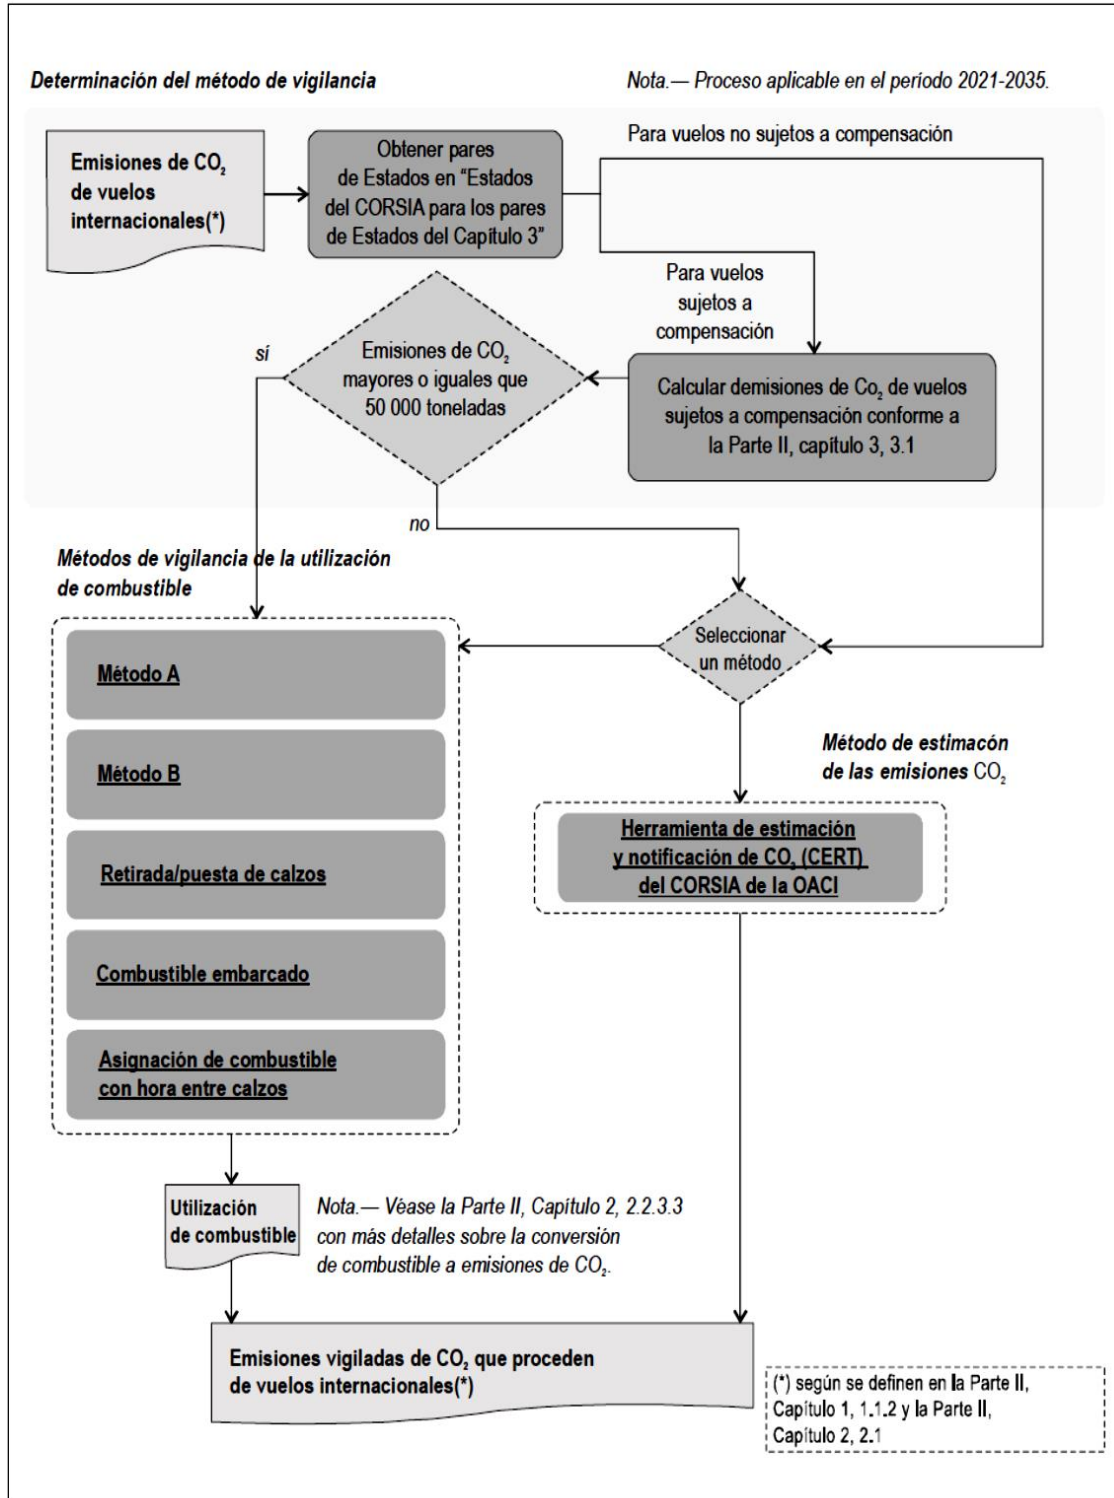 Determinación del método de vigilancia
Nota.— Proceso aplicable en el período 2021-2035.
Emisiones de CO₂
de vuelos
internacionales(*)
Obtener pares
de Estados en “Estados
del CORSIA para los pares
de Estados del Capítulo 3”
Para vuelos no sujetos a compensación
Para vuelos
sujetos a
compensación
Calcular demisiones de Co₂ de vuelos
sujetos a compensación conforme a
la Parte II, capítulo 3, 3.1
Emisiones de CO₂
mayores o iguales que
50 000 toneladas
sí
no
Métodos de vigilancia de la utilización
de combustible
Seleccionar
un método
Método A
Método B
Retirada/puesta de calzos
Combustible embarcado
Asignación de combustible
con hora entre calzos
Método de estimacón
de las emisiones CO₂
Herramienta de estimación
y notificación de CO₂ (CERT)
del CORSIA de la OACI
Utilización
de combustible
Nota.— Véase la Parte II, Capítulo 2, 2.2.3.3
con más detalles sobre la conversión
de combustible a emisiones de CO₂.
Emisiones vigiladas de CO₂ que proceden
de vuelos internacionales(*)
(*) según se definen en la Parte II,
Capítulo 1, 1.1.2 y la Parte II,
Capítulo 2, 2.1